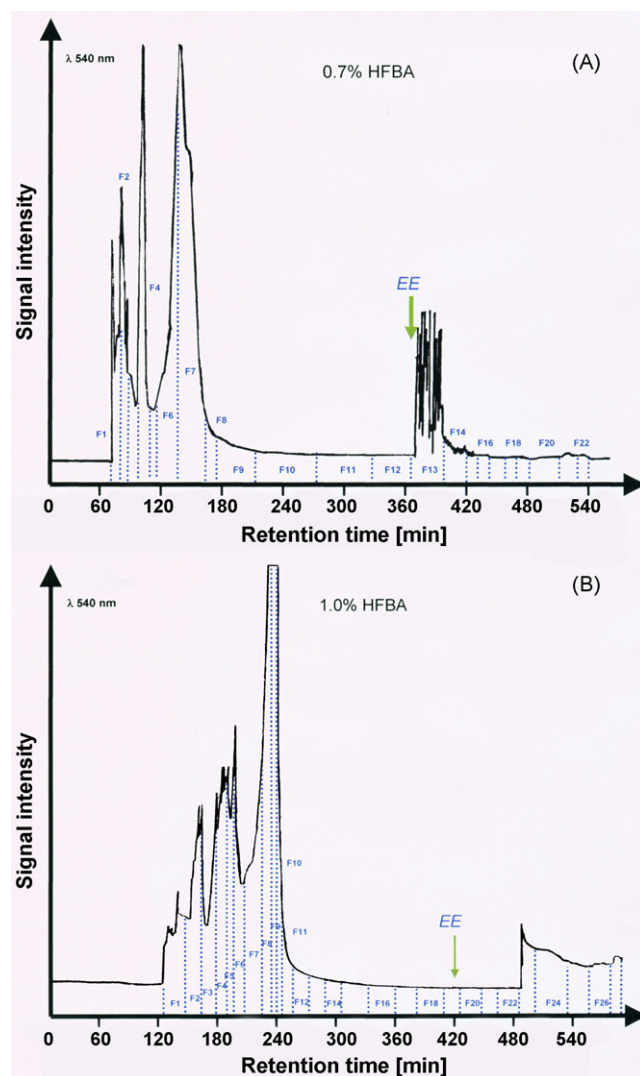 (A)
λ 540 nm
0.7% HFBA
F2
EE
F4
F7
F1
F6
F8
F14
F16
F18
F20
F22
F9
F10
F11
F12
F13
0 60 120 180 240 300 360 420 480 540
Signal intensity
Retention time [min]
(B)
λ 540 nm
1.0% HFBA
F10
EE
F11
F9
F8
F7
F6
F5
F4
F3
F2
F1
F12
F14
F16
F18
F20
F22
F24
F26
0 60 120 180 240 300 360 420 480 540
Signal intensity
Retention time [min]